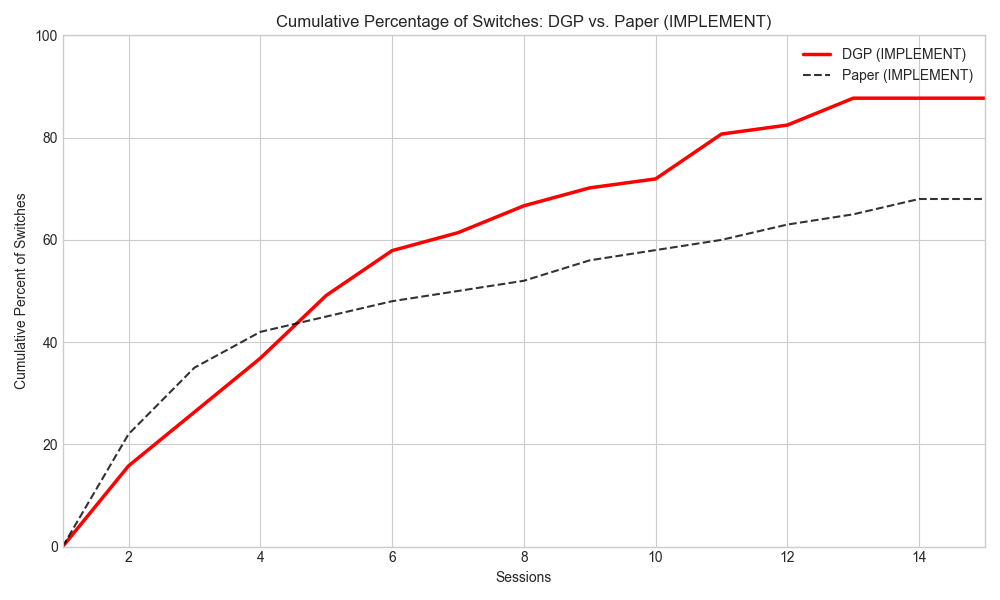 Cumulative Percentage of Switches: DGP vs. Paper (IMPLEMENT)
DGP (IMPLEMENT)
Paper (IMPLEMENT)
Cumulative Percent of Switches
100
80
60
40
20
0
2 4 6 8 10 12 14
Sessions